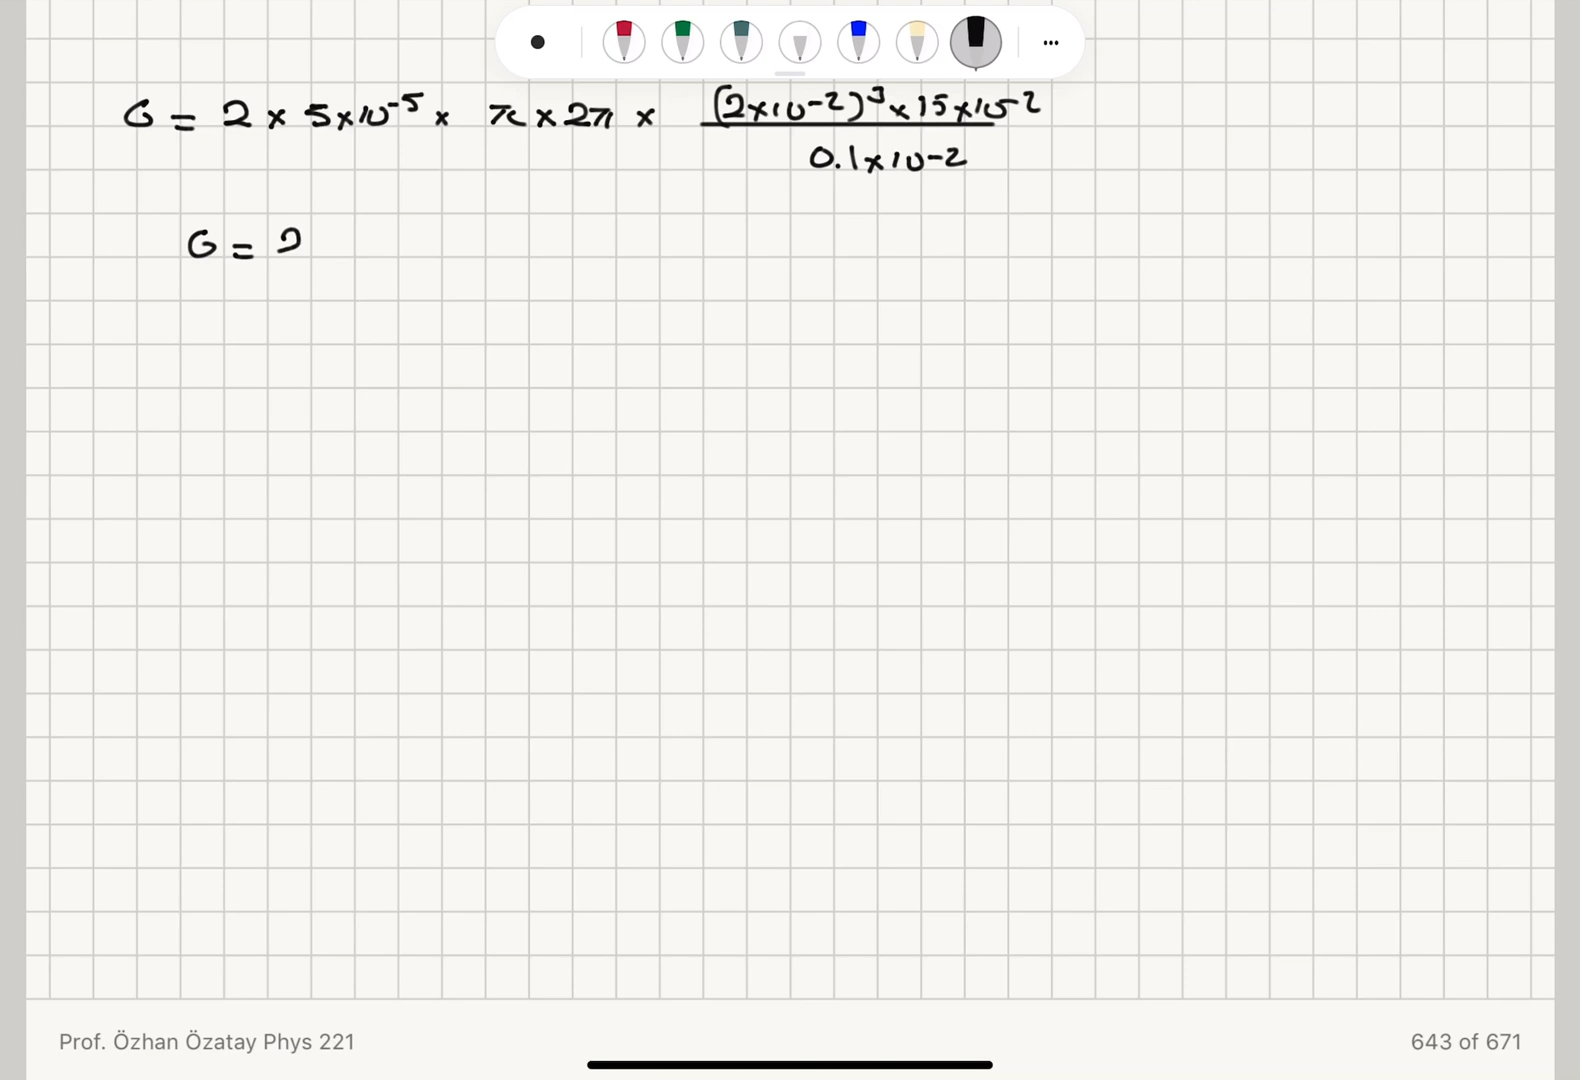 G = 2 × 5×10⁻⁵ × π × 2π × (2×10-2)³ × 15×10-2 / 0.1×10-2
G = 2
Prof. Özhan Özatay Phys 221
643 of 671